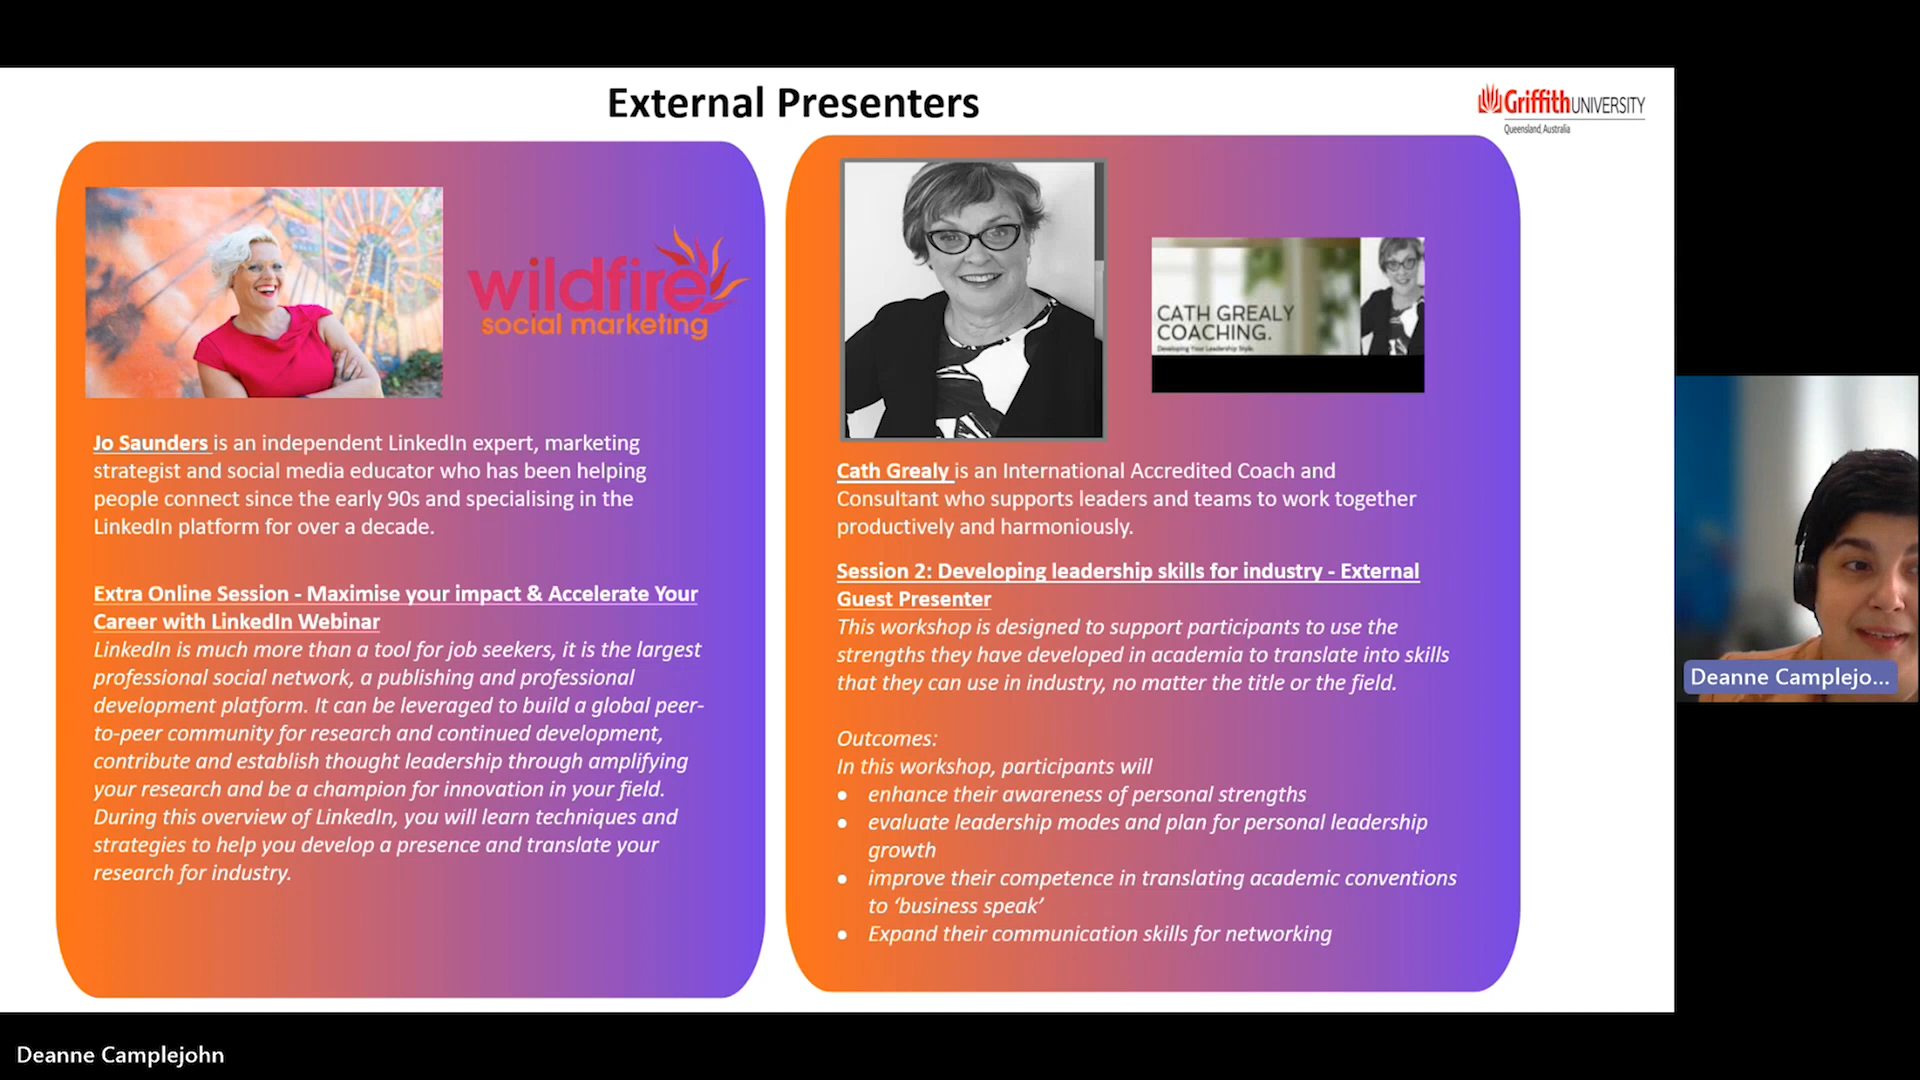 External Presenters
Griffith UNIVERSITY
Queensland, Australia
wildfire
social marketing
Jo Saunders is an independent LinkedIn expert, marketing
strategist and social media educator who has been helping
people connect since the early 90s and specialising in the
LinkedIn platform for over a decade.
Extra Online Session - Maximise your impact & Accelerate Your
Career with LinkedIn Webinar
LinkedIn is much more than a tool for job seekers, it is the largest
professional social network, a publishing and professional
development platform. It can be leveraged to build a global peer-
to-peer community for research and continued development,
contribute and establish thought leadership through amplifying
your research and be a champion for innovation in your field.
During this overview of LinkedIn, you will learn techniques and
strategies to help you develop a presence and translate your
research for industry.
CATH GREALY
COACHING.
Developing Your Leadership Style.
Cath Grealy is an International Accredited Coach and
Consultant who supports leaders and teams to work together
productively and harmoniously.
Session 2: Developing leadership skills for industry - External
Guest Presenter
This workshop is designed to support participants to use the
strengths they have developed in academia to translate into skills
that they can use in industry, no matter the title or the field.
Outcomes:
In this workshop, participants will
• enhance their awareness of personal strengths
• evaluate leadership modes and plan for personal leadership
growth
• improve their competence in translating academic conventions
to ‘business speak’
• Expand their communication skills for networking
Deanne Camplejo...
Deanne Camplejohn